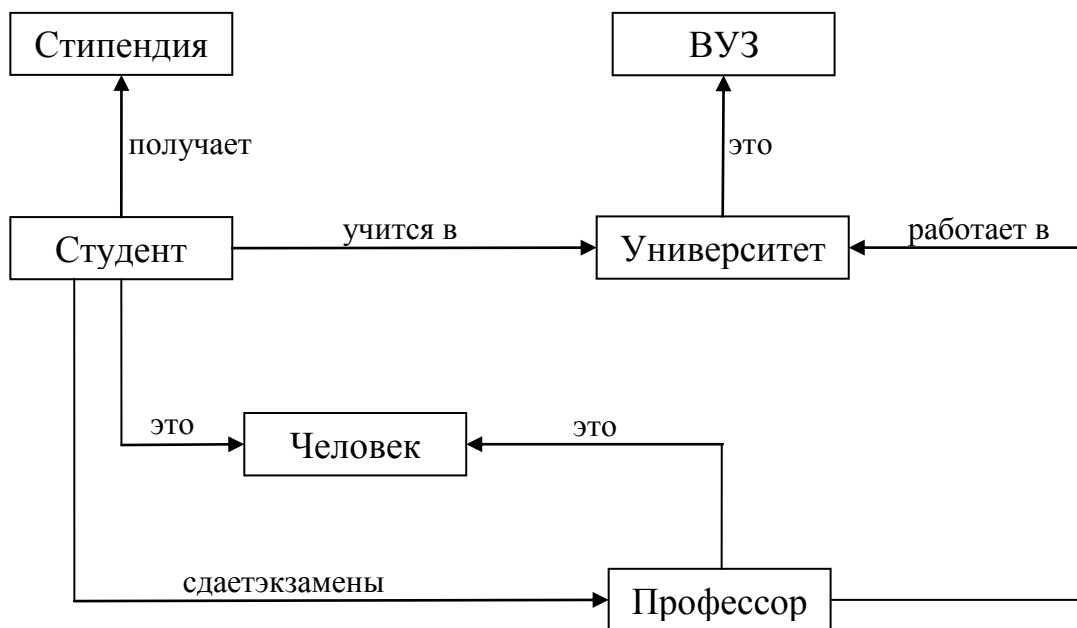 Стипендия
ВУЗ
получает
это
Студент
учится в
Университет
работает в
это
Человек
это
сдаетэкзамены
Профессор